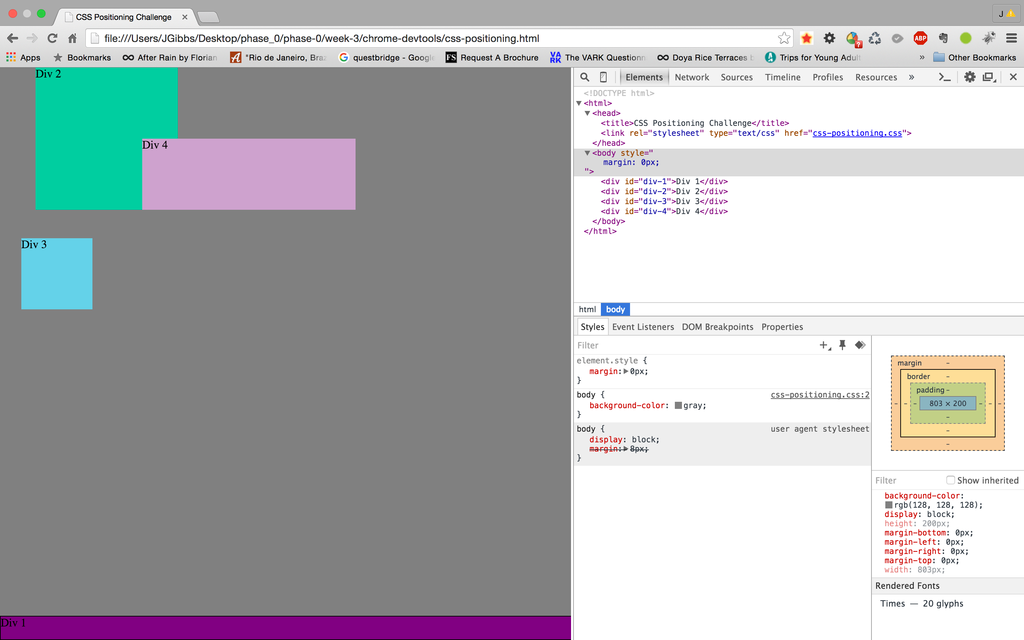 CSS Positioning Challenge
J
file:///Users/JGibbs/Desktop/phase_0/phase-0/week-3/chrome-devtools/css-positioning.html
ABP
Apps Bookmarks After Rain by Florian "Rio de Janeiro, Braz questbridge - Google FS Request A Brochure VA RK The VARK Question Doya Rice Terraces b Trips for Young Adul » Other Bookmarks
Div 2
Div 4
Div 3
Div 1
Elements Network Sources Timeline Profiles Resources »
<!DOCTYPE html>
<html>
<head>
<title>CSS Positioning Challenge</title>
<link rel="stylesheet" type="text/css" href="css-positioning.css">
</head>
<body style="
margin: 0px;
">
<div id="div-1">Div 1</div>
<div id="div-2">Div 2</div>
<div id="div-3">Div 3</div>
<div id="div-4">Div 4</div>
</body>
</html>
html body
Styles Event Listeners DOM Breakpoints Properties
Filter
element.style {
margin: 0px;
}
body { css-positioning.css:2
background-color: gray;
}
body { user agent stylesheet
display: block;
margin: 8px;
}
margin -
border -
padding -
- - - 803 × 200 - - -
-
-
-
Filter Show inherited
background-color:
rgb(128, 128, 128);
display: block;
height: 200px;
margin-bottom: 0px;
margin-left: 0px;
margin-right: 0px;
margin-top: 0px;
width: 803px;
Rendered Fonts
Times — 20 glyphs